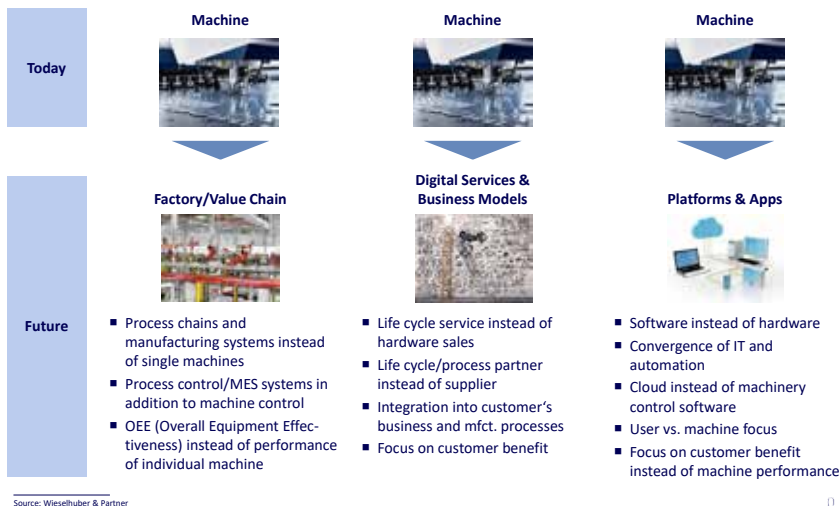 Machine
Machine
Machine
Today
Factory/Value Chain
Digital Services &
Business Models
Platforms & Apps
Future
■ Process chains and
manufacturing systems instead
of single machines
■ Process control/MES systems in
addition to machine control
■ OEE (Overall Equipment Effec-
tiveness) instead of performance
of individual machine
■ Life cycle service instead of
hardware sales
■ Life cycle/process partner
instead of supplier
■ Integration into customer‘s
business and mfct. processes
■ Focus on customer benefit
■ Software instead of hardware
■ Convergence of IT and
automation
■ Cloud instead of machinery
control software
■ User vs. machine focus
■ Focus on customer benefit
instead of machine performance
Source: Wieselhuber & Partner